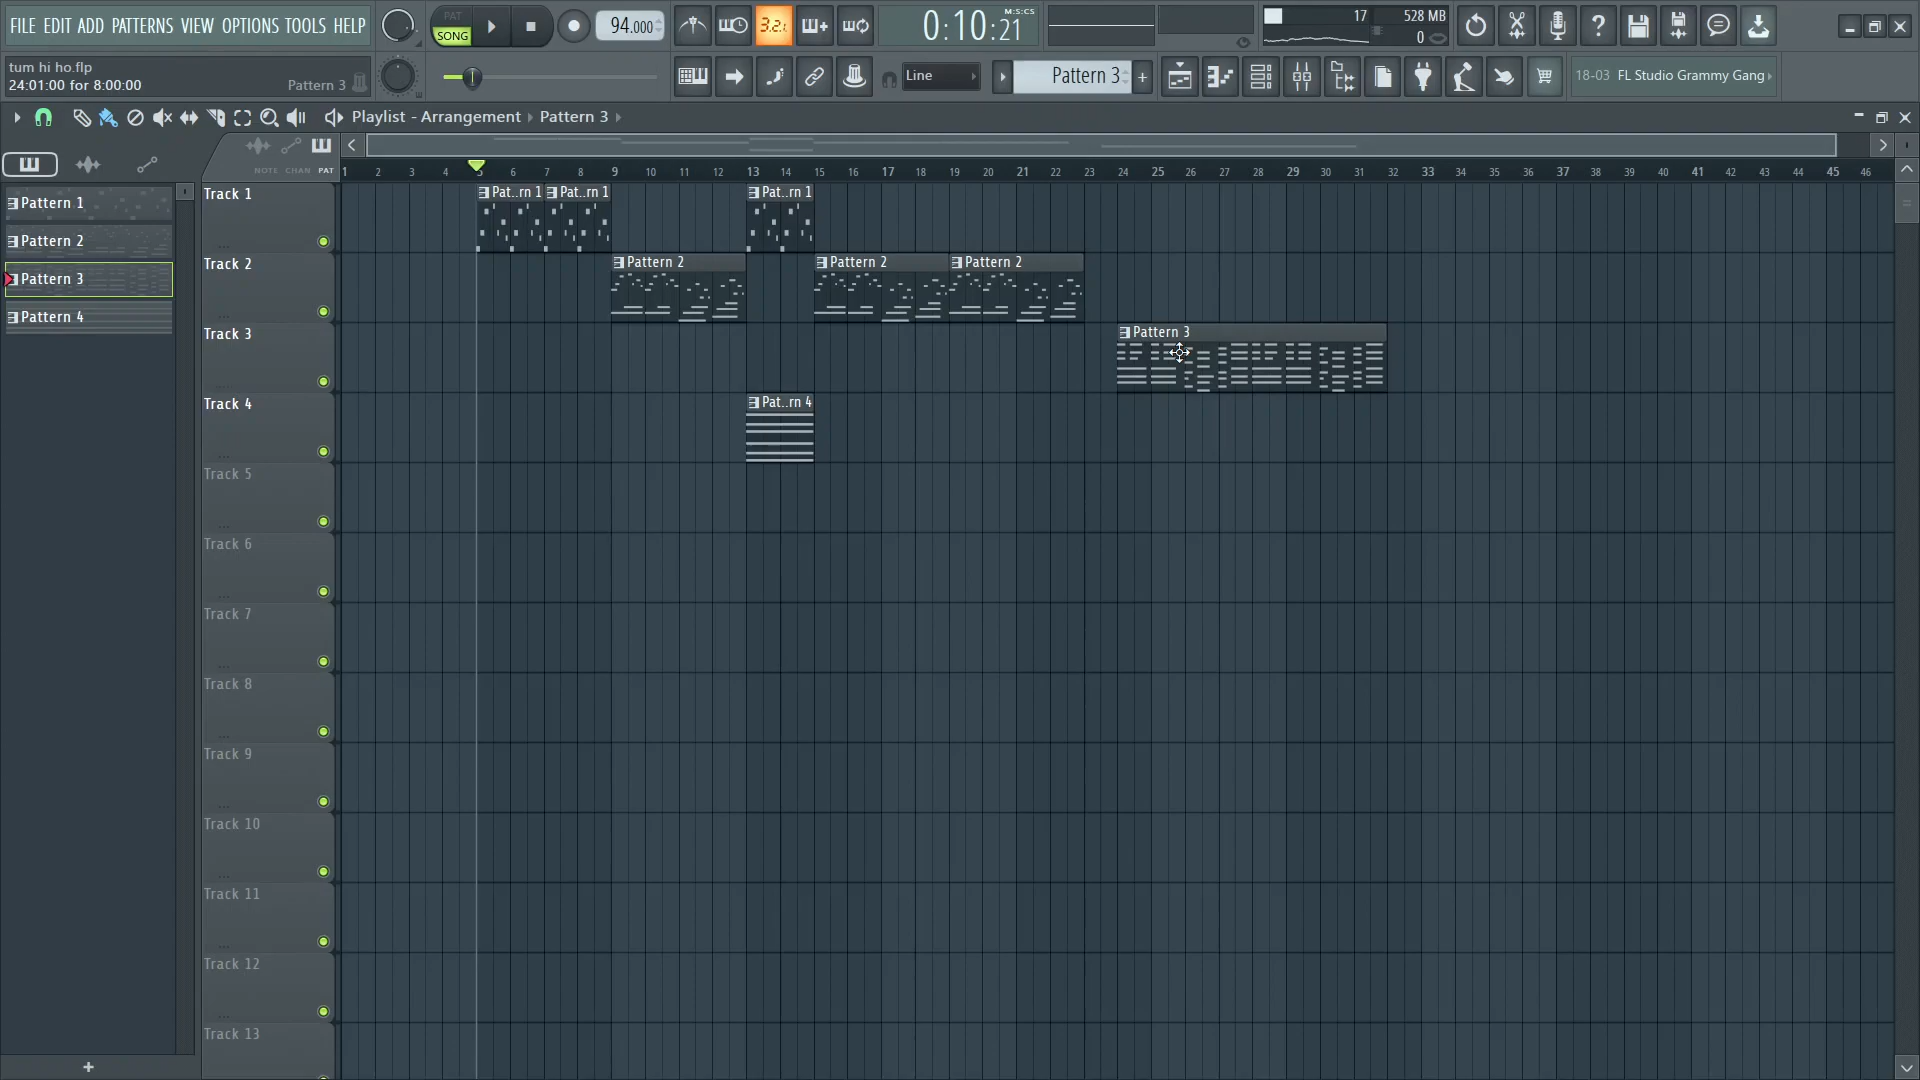 FILE EDIT ADD PATTERNS VIEW OPTIONS TOOLS HELP
PAT
SONG
94.000
3.2.
0:10:21
M:S:CS
17
528 MB
0
tum hi ho.flp
24:01:00 for 8:00:00
Pattern 3
Line
Pattern 3
18-03 FL Studio Grammy Gang
Playlist - Arrangement › Pattern 3 ›
NOTE CHAN PAT
1 2 3 4 5 6 7 8 9 10 11 12 13 14 15 16 17 18 19 20 21 22 23 24 25 26 27 28 29 30 31 32 33 34 35 36 37 38 39 40 41 42 43 44 45 46
Pattern 1
Pattern 2
Pattern 3
Pattern 4
Track 1
Pat..rn 1
Pat..rn 1
Pat..rn 1
Track 2
Pattern 2
Pattern 2
Pattern 2
Track 3
Pattern 3
Track 4
Pat..rn 4
Track 5
Track 6
Track 7
Track 8
Track 9
Track 10
Track 11
Track 12
Track 13